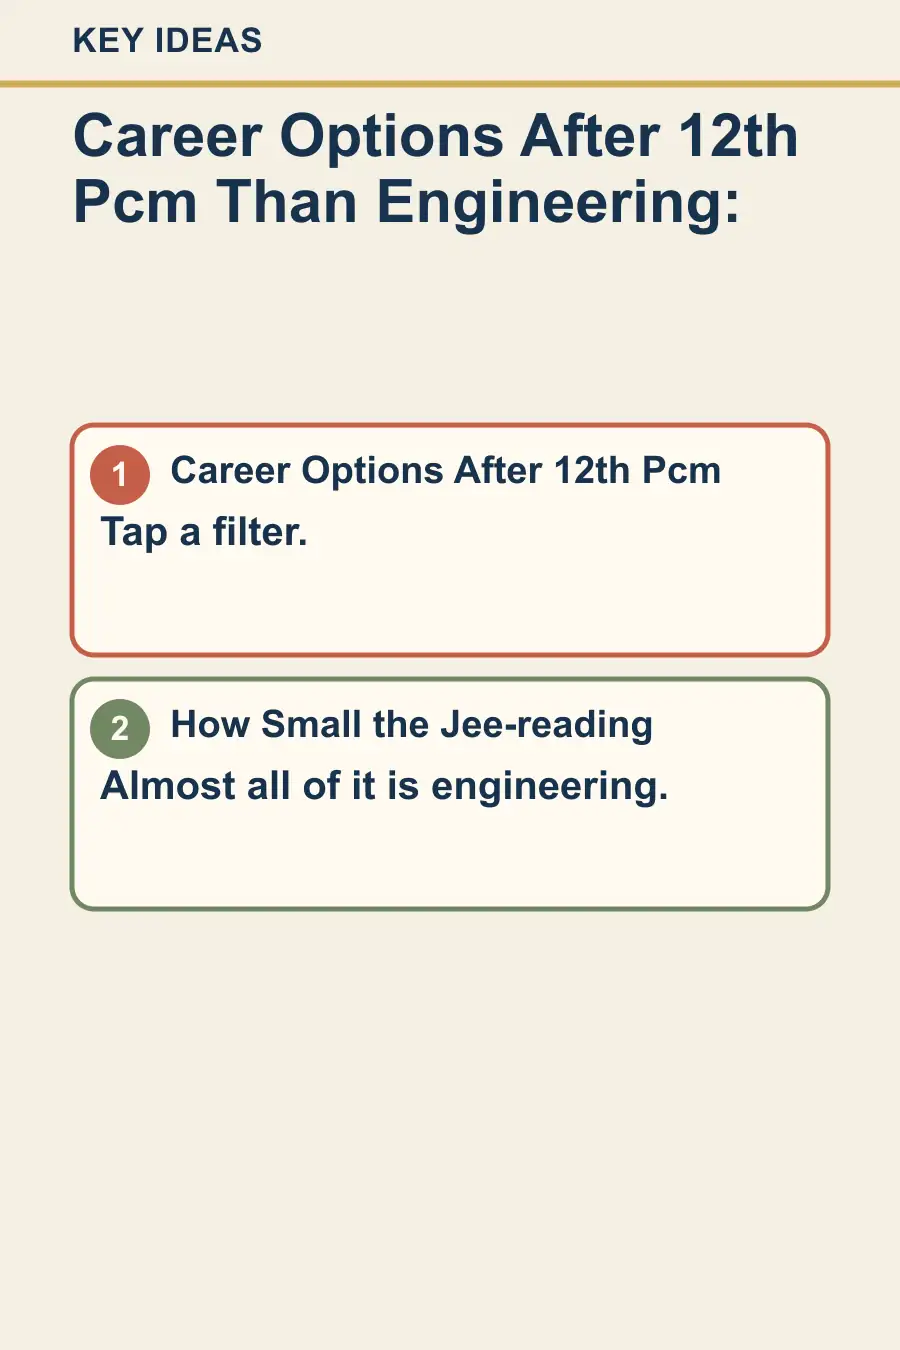 KEY IDEAS
Career Options After 12th
Pcm Than Engineering:
1 Career Options After 12th Pcm
Tap a filter.
2 How Small the Jee-reading
Almost all of it is engineering.